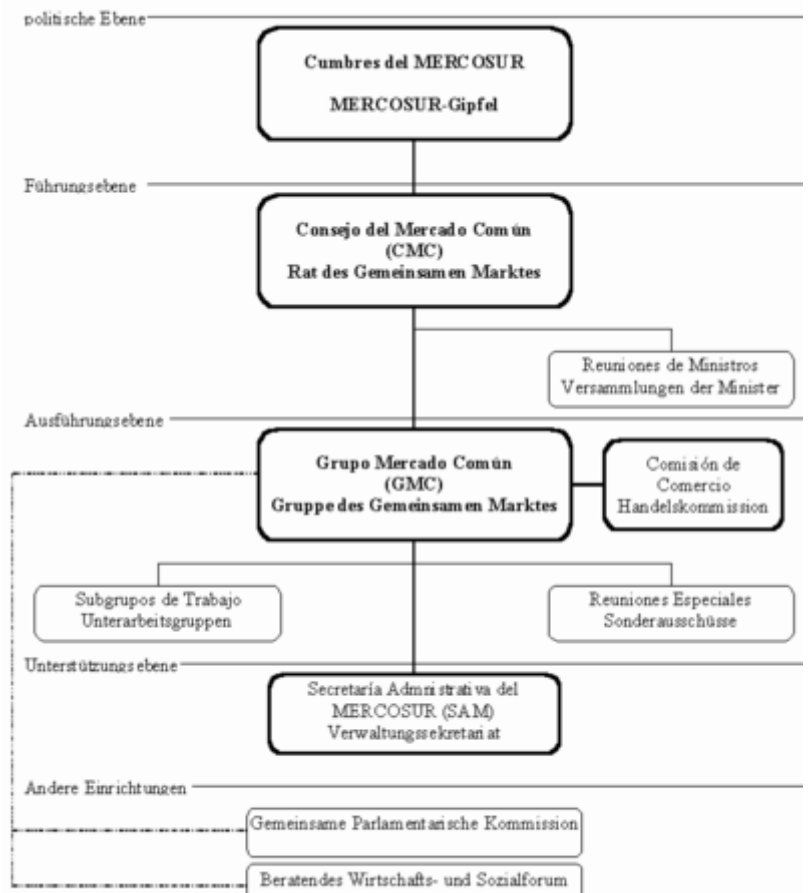 politische Ebene
Cumbres del MERCOSUR
MERCOSUR-Gipfel
Führungsebene
Consejo del Mercado Común
(CMC)
Rat des Gemeinsamen Marktes
Reuniones de Ministros
Versammlungen der Minister
Ausführungsebene
Grupo Mercado Común
(GMC)
Gruppe des Gemeinsamen Marktes
Comisión de
Comercio
Handelskommission
Subgrupos de Trabajo
Unterarbeitsgruppen
Reuniones Especiales
Sonderausschüsse
Unterstützungsebene
Secretaría Admnistrativa del
MERCOSUR (SAM)
Verwaltungssekretariat
Andere Einrichtungen
Gemeinsame Parlamentarische Kommission
Beratendes Wirtschafts- und Sozialforum